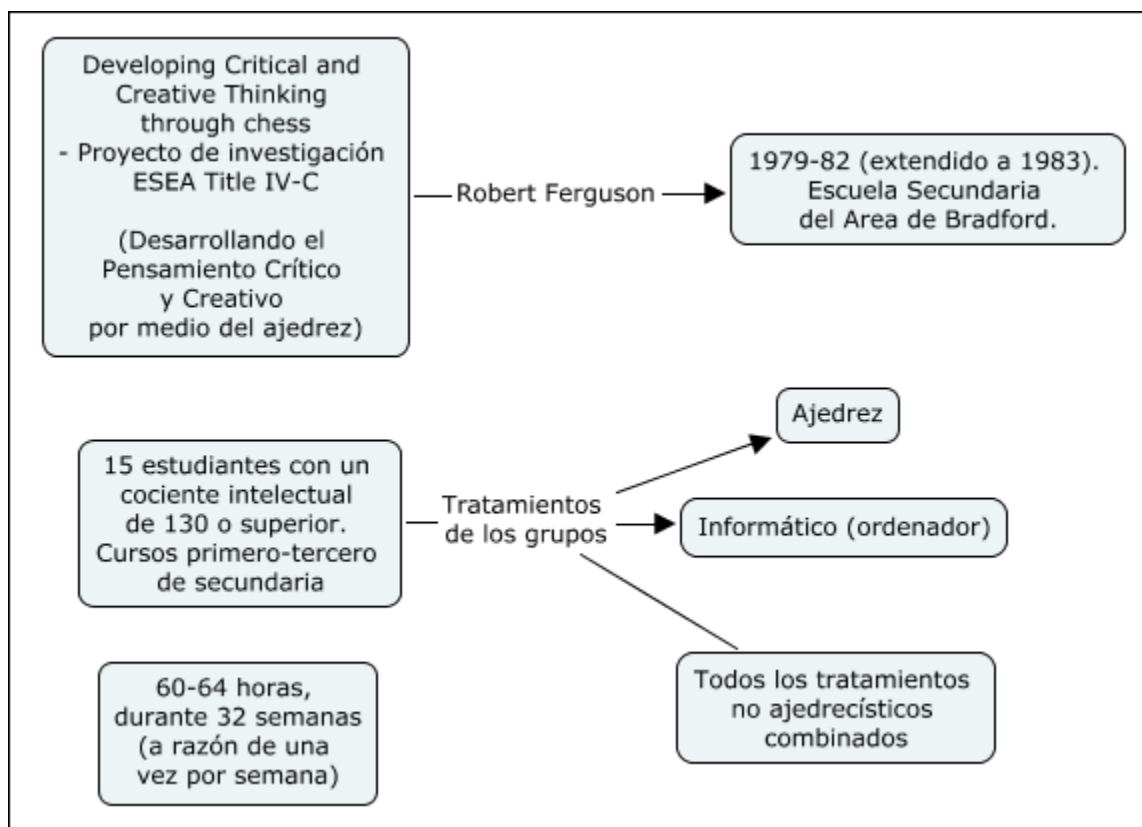 Developing Critical and
Creative Thinking
through chess
- Proyecto de investigación
ESEA Title IV-C
(Desarrollando el
Pensamiento Crítico
y Creativo
por medio del ajedrez)
Robert Ferguson
1979-82 (extendido a 1983).
Escuela Secundaria
del Area de Bradford.
15 estudiantes con un
cociente intelectual
de 130 o superior.
Cursos primero-tercero
de secundaria
Tratamientos
de los grupos
Ajedrez
Informático (ordenador)
Todos los tratamientos
no ajedrecísticos
combinados
60-64 horas,
durante 32 semanas
(a razón de una
vez por semana)